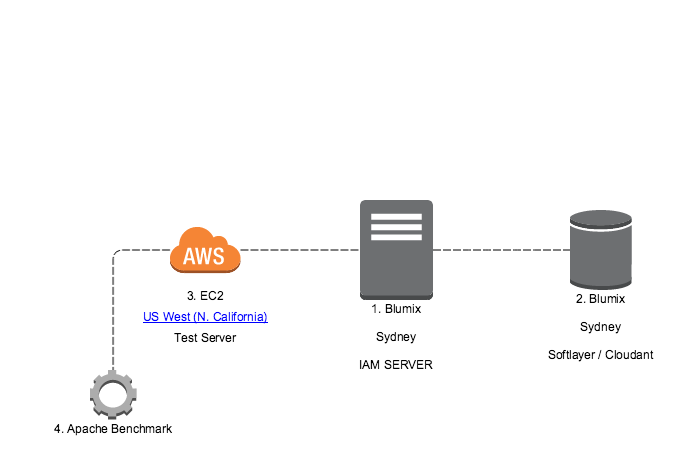 AWS
3. EC2
US West (N. California)
Test Server
1. Blumix
Sydney
IAM SERVER
2. Blumix
Sydney
Softlayer / Cloudant
4. Apache Benchmark